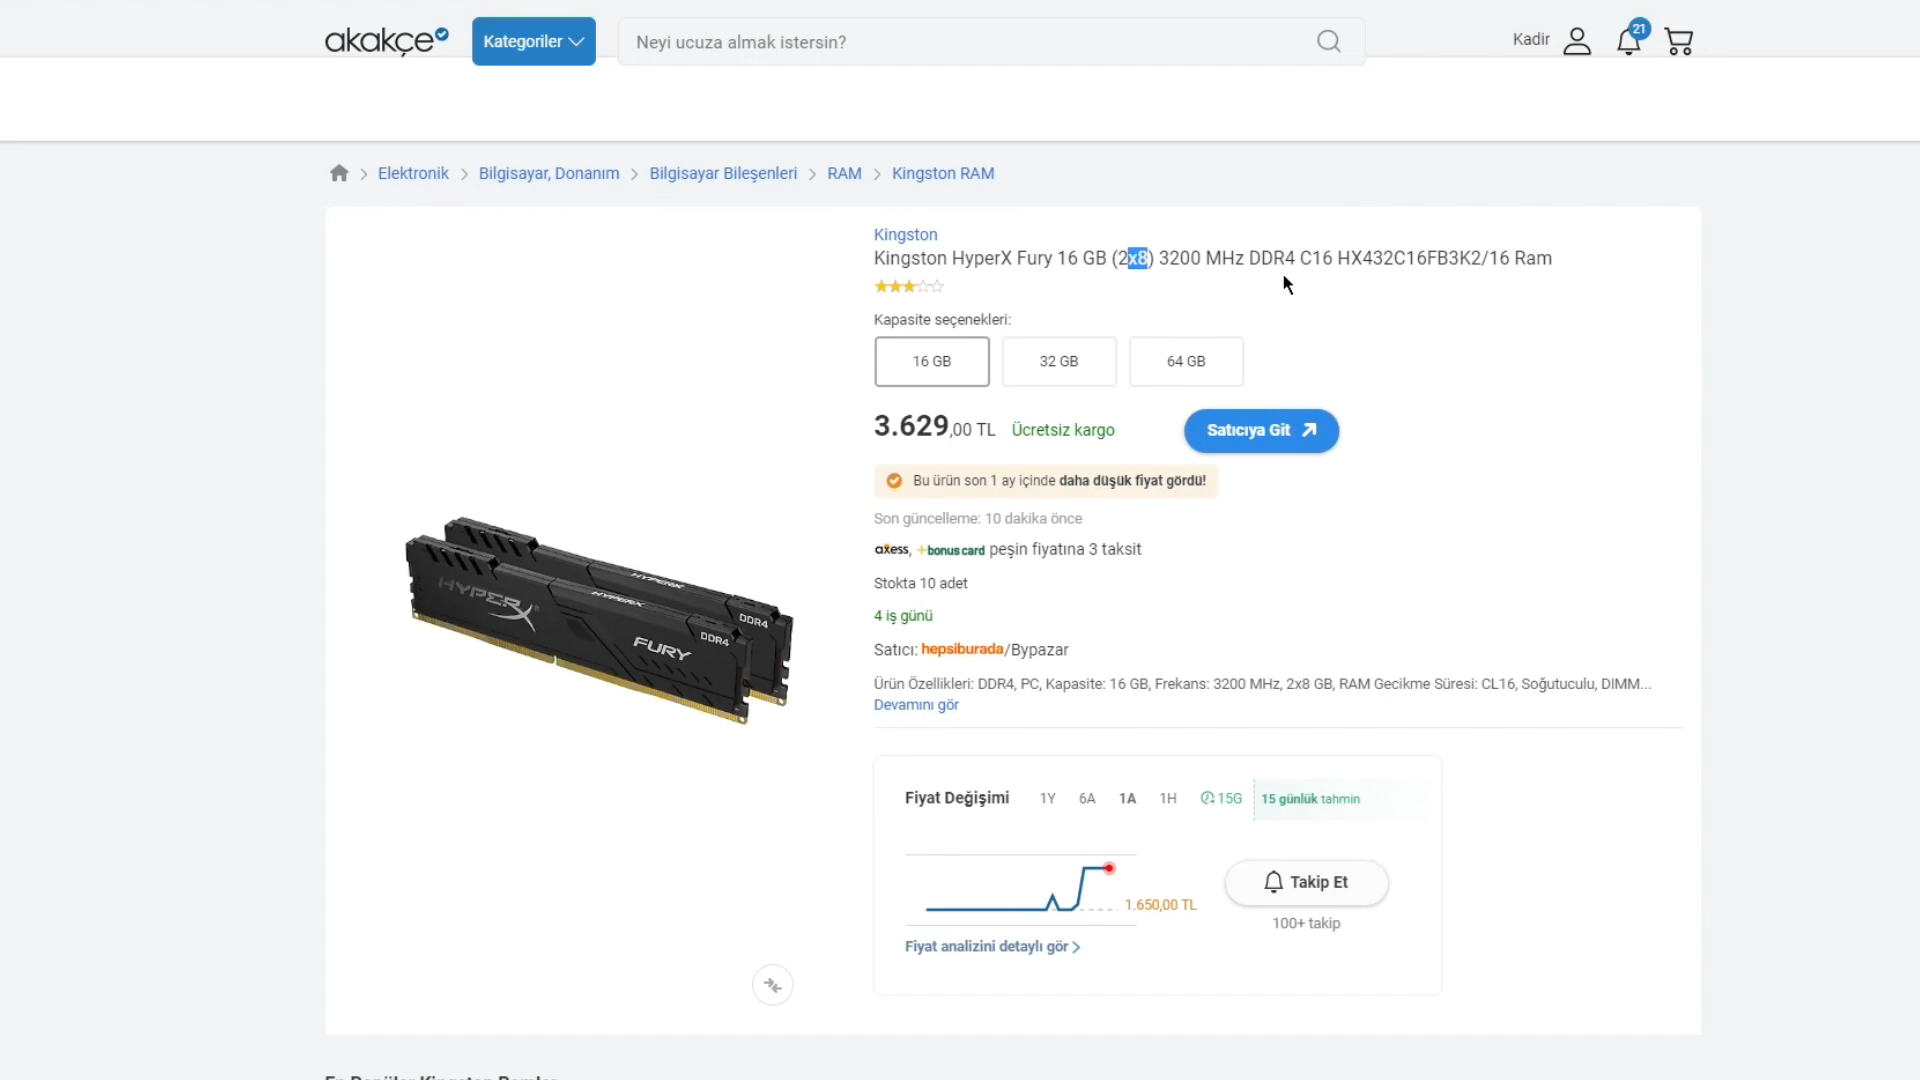 akakçe
Kategoriler
Neyi ucuza almak istersin?
Kadir
21
Elektronik > Bilgisayar, Donanım > Bilgisayar Bileşenleri > RAM > Kingston RAM
Kingston
Kingston HyperX Fury 16 GB (2x8) 3200 MHz DDR4 C16 HX432C16FB3K2/16 Ram
Kapasite seçenekleri:
16 GB
32 GB
64 GB
3.629,00 TL Ücretsiz kargo
Satıcıya Git
Bu ürün son 1 ay içinde daha düşük fiyat gördü!
Son güncelleme: 10 dakika önce
axess, +bonus card peşin fiyatına 3 taksit
Stokta 10 adet
4 iş günü
Satıcı: hepsiburada/Bypazar
Ürün Özellikleri: DDR4, PC, Kapasite: 16 GB, Frekans: 3200 MHz, 2x8 GB, RAM Gecikme Süresi: CL16, Soğutuculu, DIMM...
Devamını gör
HYPERX
DDR4
HYPERX
HYPERX
DDR4
FURY
Fiyat Değişimi 1Y 6A 1A 1H 15G 15 günlük tahmin
1.650,00 TL
Takip Et
100+ takip
Fiyat analizini detaylı gör >